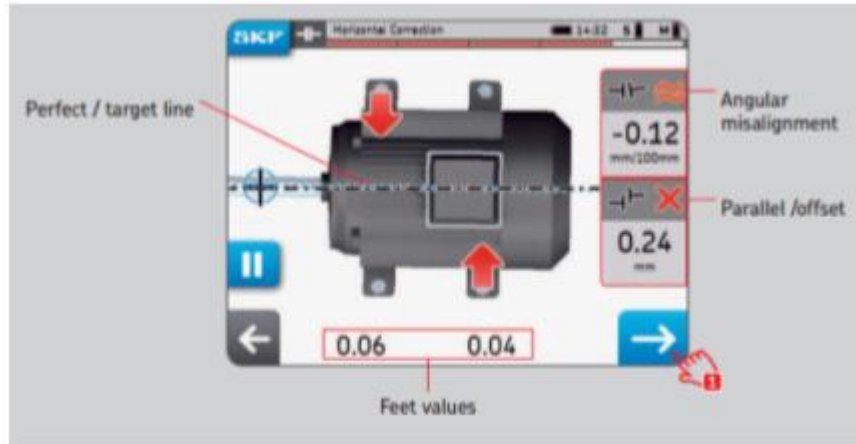 SKF Horizontal Correction 14:32 S M
Perfect / target line
Angular
misalignment
-0.12
mm/100mm
Parallel /offset
0.24
mm
0.06 0.04
Feet values
1